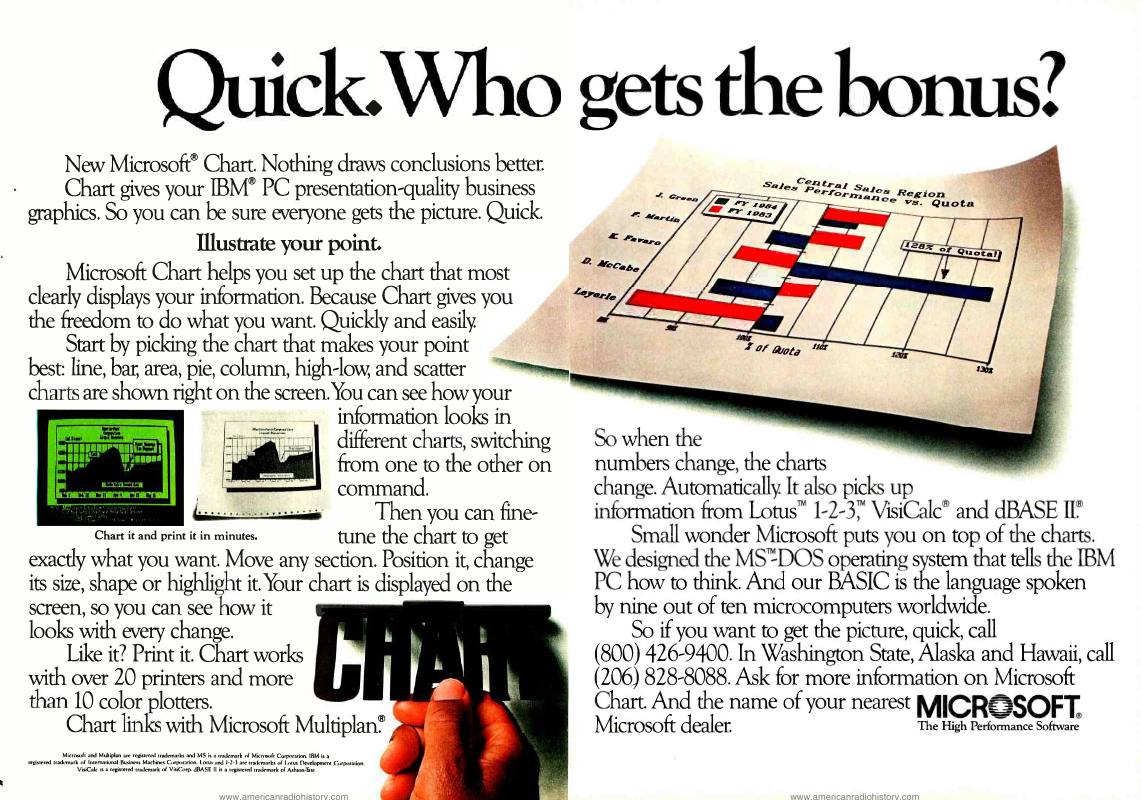 Quick. Who gets the bonus?
New Microsoft® Chart. Nothing draws conclusions better.
Chart gives your IBM® PC presentation-quality business
graphics. So you can be sure everyone gets the picture. Quick.
Illustrate your point.
Microsoft Chart helps you set up the chart that most
clearly displays your information. Because Chart gives you
the freedom to do what you want. Quickly and easily.
Start by picking the chart that makes your point
best: line, bar, area, pie, column, high-low, and scatter
charts are shown right on the screen. You can see how your
information looks in
different charts, switching
from one to the other on
command.
Then you can fine-
tune the chart to get
Chart it and print it in minutes.
exactly what you want. Move any section. Position it, change
its size, shape or highlight it. Your chart is displayed on the
screen, so you can see how it
looks with every change.
Like it? Print it. Chart works
with over 20 printers and more
than 10 color plotters.
Chart links with Microsoft Multiplan.®
CHART
Microsoft and Multiplan are registered trademarks and MS is a trademark of Microsoft Corporation. IBM is a
registered trademark of International Business Machines Corporation. Lotus and 1-2-3 are trademarks of Lotus Development Corporation.
VisiCalc is a registered trademark of VisiCorp. dBASE II is a registered trademark of Ashton-Tate
Central Sales Region
Sales Performance vs. Quota
FY 1984
FY 1983
J. Green
F. Martin
K. Favaro
D. McCabe
Layerle
128% of Quota!
80% 90% 100% 110% 120% 130%
% of Quota
So when the
numbers change, the charts
change. Automatically. It also picks up
information from Lotus™ 1-2-3,™ VisiCalc® and dBASE II.®
Small wonder Microsoft puts you on top of the charts.
We designed the MS™-DOS operating system that tells the IBM
PC how to think. And our BASIC is the language spoken
by nine out of ten microcomputers worldwide.
So if you want to get the picture, quick, call
(800) 426-9400. In Washington State, Alaska and Hawaii, call
(206) 828-8088. Ask for more information on Microsoft
Chart. And the name of your nearest
Microsoft dealer.
MICROSOFT®
The High Performance Software
www.americanradiohistory.com
www.americanradiohistory.com